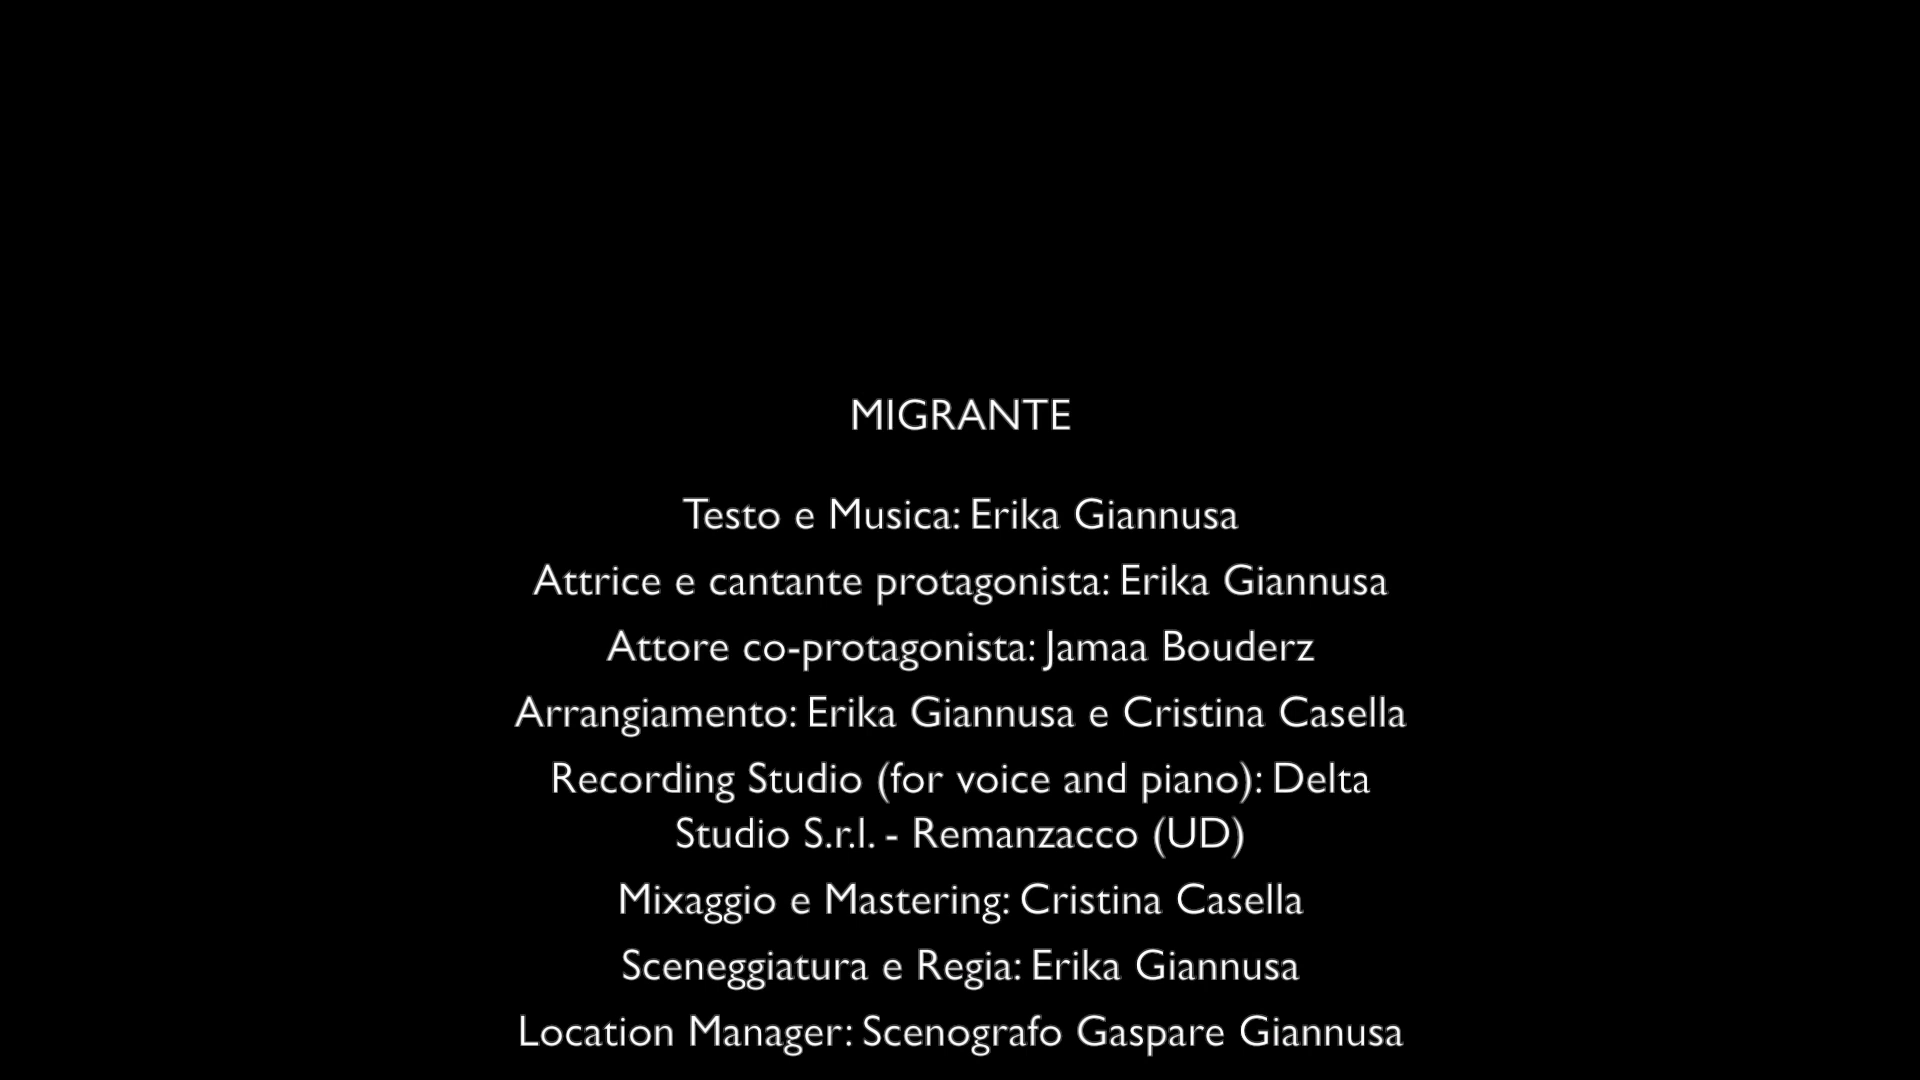 MIGRANTE
Testo e Musica: Erika Giannusa
Attrice e cantante protagonista: Erika Giannusa
Attore co-protagonista: Jamaa Bouderz
Arrangiamento: Erika Giannusa e Cristina Casella
Recording Studio (for voice and piano): Delta
Studio S.r.l. - Remanzacco (UD)
Mixaggio e Mastering: Cristina Casella
Sceneggiatura e Regia: Erika Giannusa
Location Manager: Scenografo Gaspare Giannusa